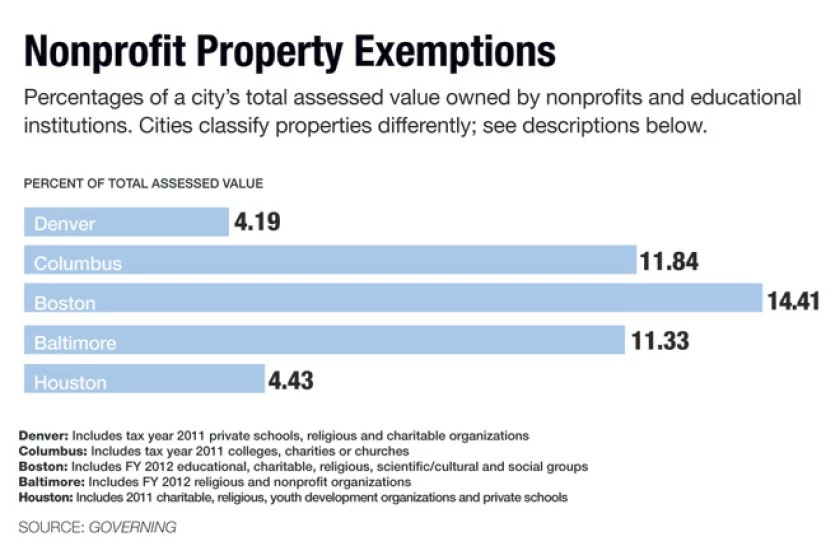 Nonprofit Property Exemptions
Percentages of a city's total assessed value owned by nonprofits and educational
institutions. Cities classify properties differently; see descriptions below.
PERCENT OF TOTAL ASSESSED VALUE
Denver 4.19
Columbus 11.84
Boston 14.41
Baltimore 11.33
Houston 4.43
Denver: Includes tax year 2011 private schools, religious and charitable organizations
Columbus: Includes tax year 2011 colleges, charities or churches
Boston: Includes FY 2012 educational, charitable, religious, scientific/cultural and social groups
Baltimore: Includes FY 2012 religious and nonprofit organizations
Houston: Includes 2011 charitable, religious, youth development organizations and private schools
SOURCE: GOVERNING